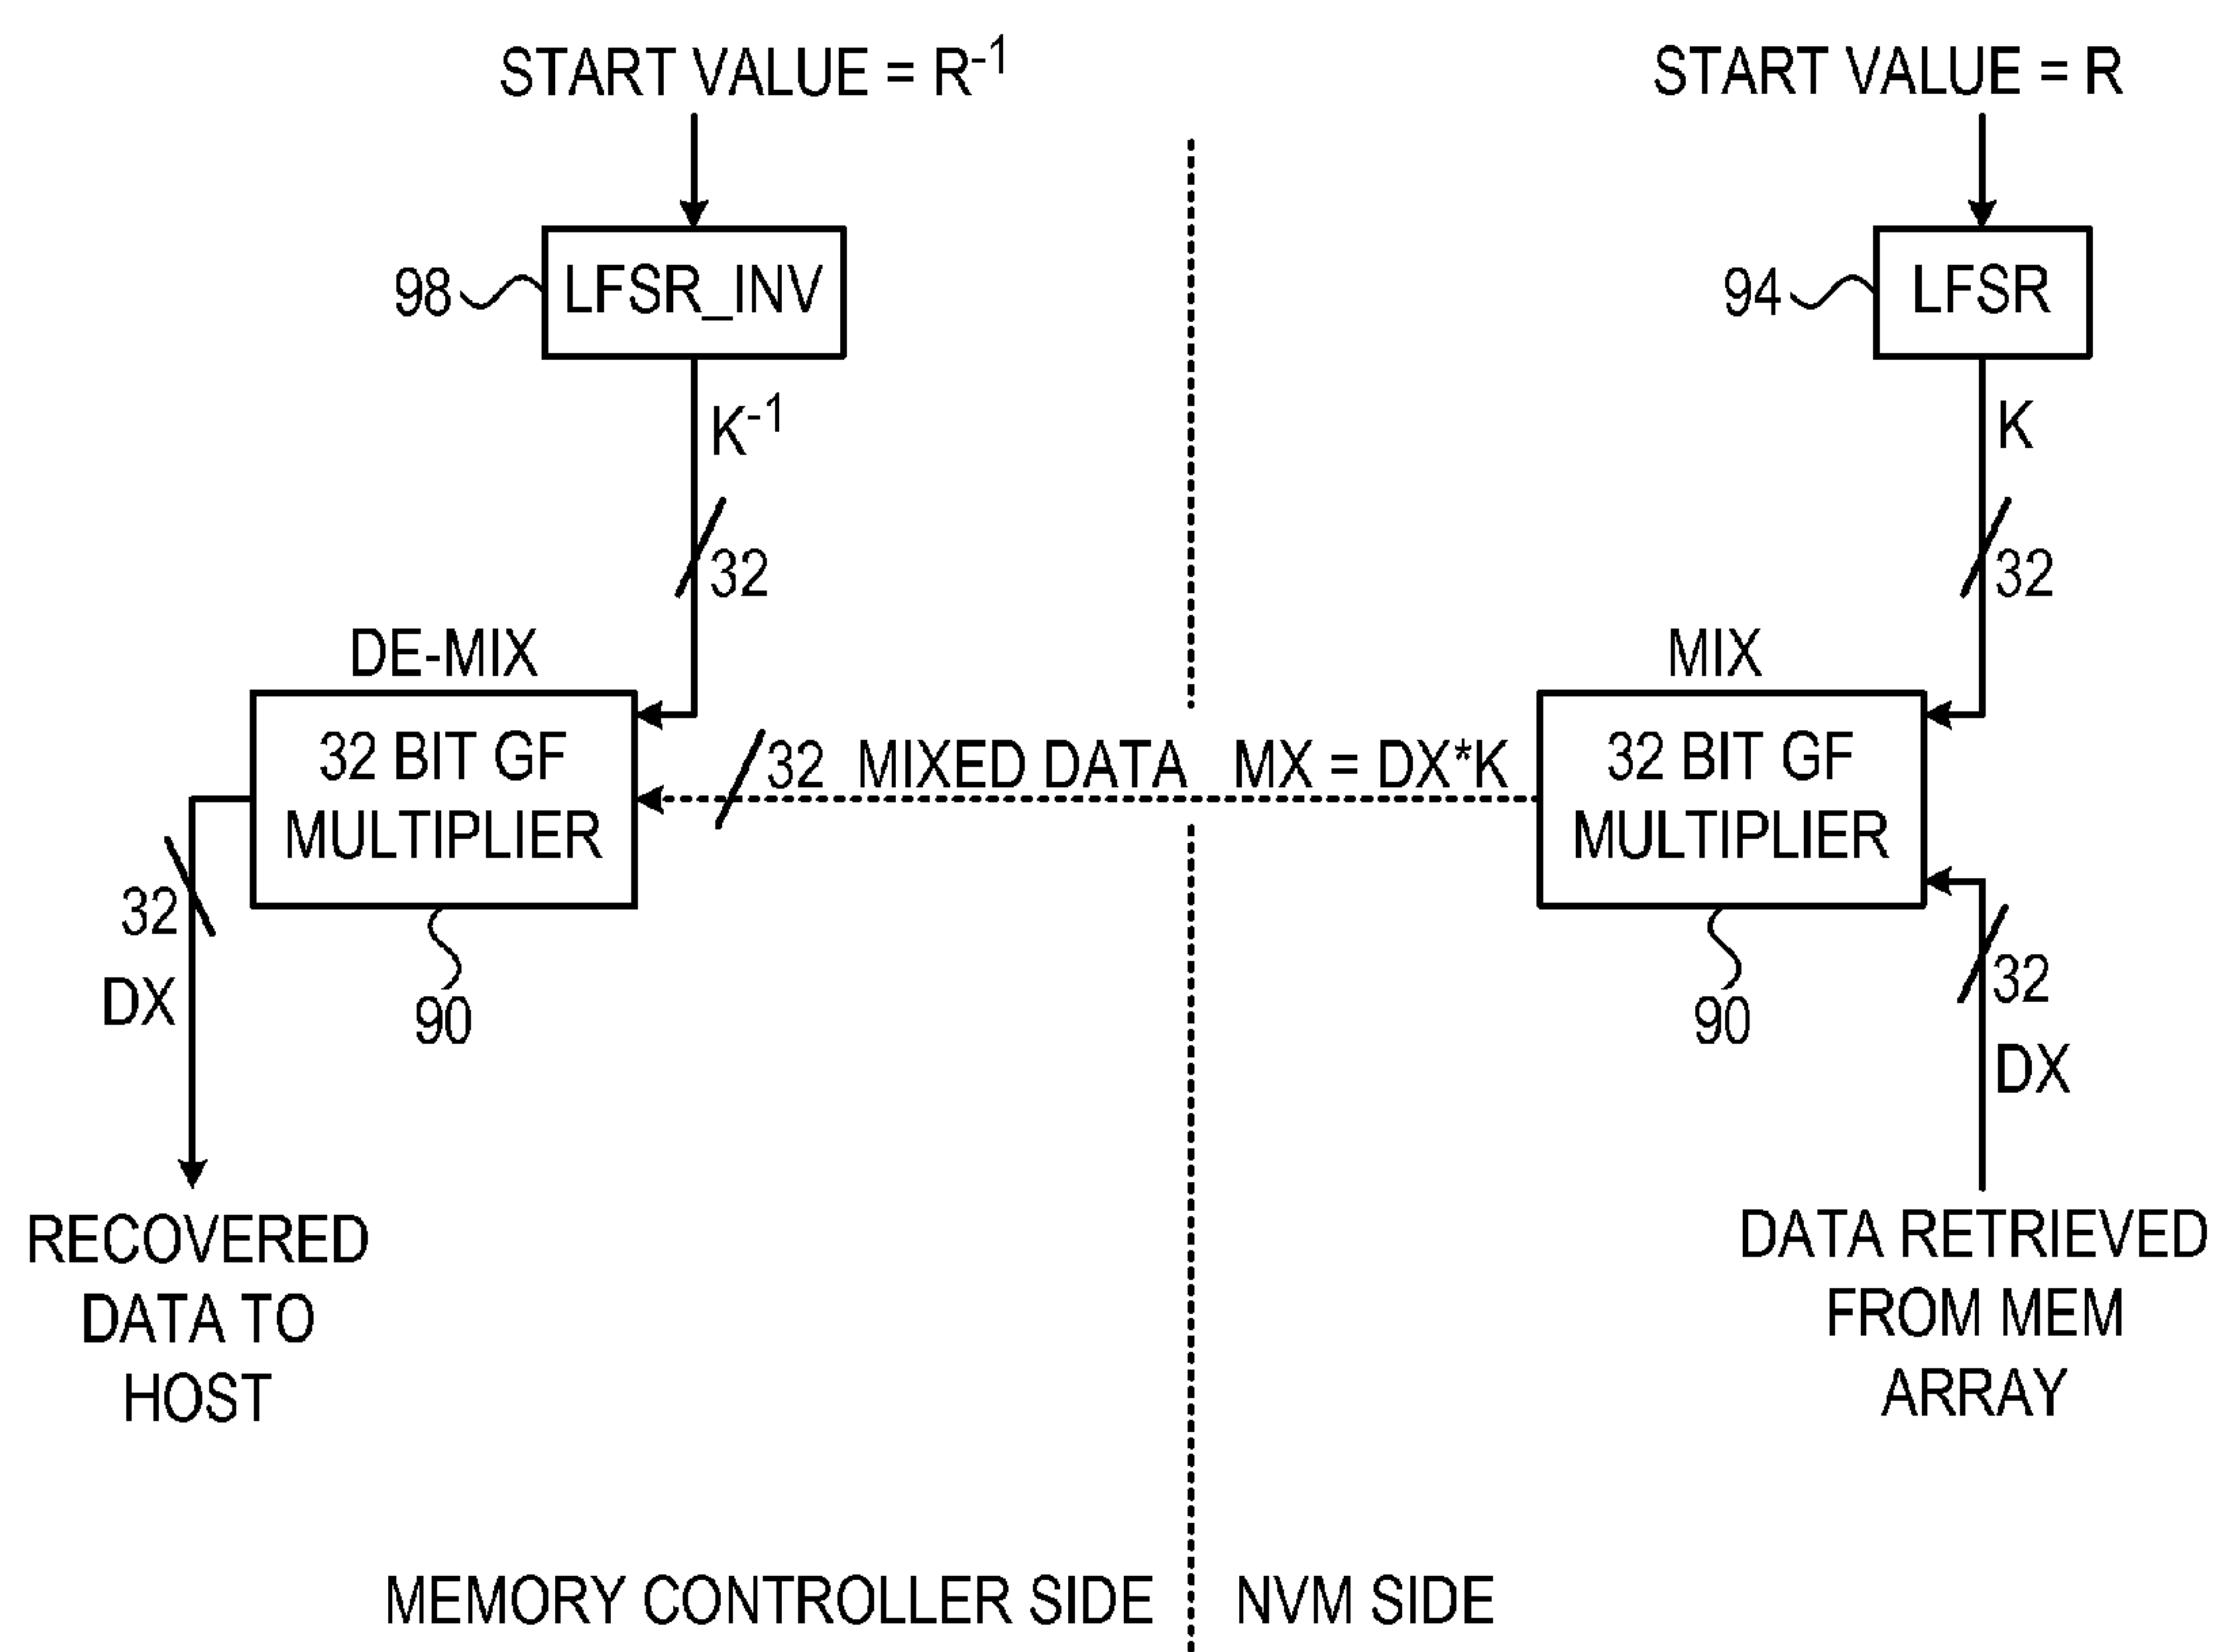 START VALUE = R⁻¹
START VALUE = R
98
LFSR_INV
94
LFSR
K⁻¹
K
32
32
DE-MIX
MIX
32 BIT GF
MULTIPLIER
32 MIXED DATA MX = DX*K
32 BIT GF
MULTIPLIER
32
DX
90
90
32
DX
RECOVERED
DATA TO
HOST
DATA RETRIEVED
FROM MEM
ARRAY
MEMORY CONTROLLER SIDE
NVM SIDE